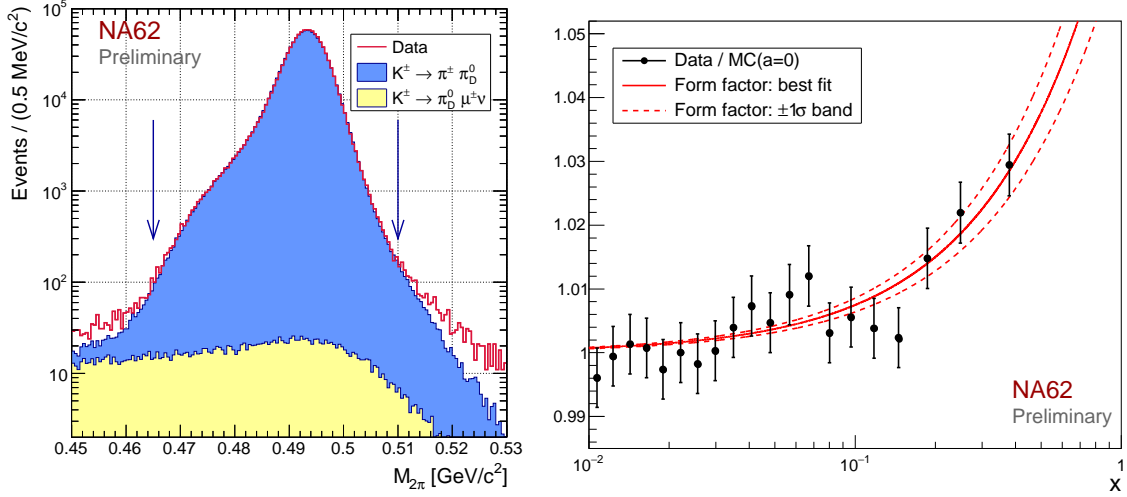 NA62
Preliminary
Data
K± → π± π⁰_D
K± → π⁰_D μ±ν
Events / (0.5 MeV/c²)
10⁵
10⁴
10³
10²
10
0.45 0.46 0.47 0.48 0.49 0.5 0.51 0.52 0.53
M₂π [GeV/c²]
Data / MC(a=0)
Form factor: best fit
Form factor: ±1σ band
1.05
1.04
1.03
1.02
1.01
1
0.99
NA62
Preliminary
10⁻² 10⁻¹ 1
x